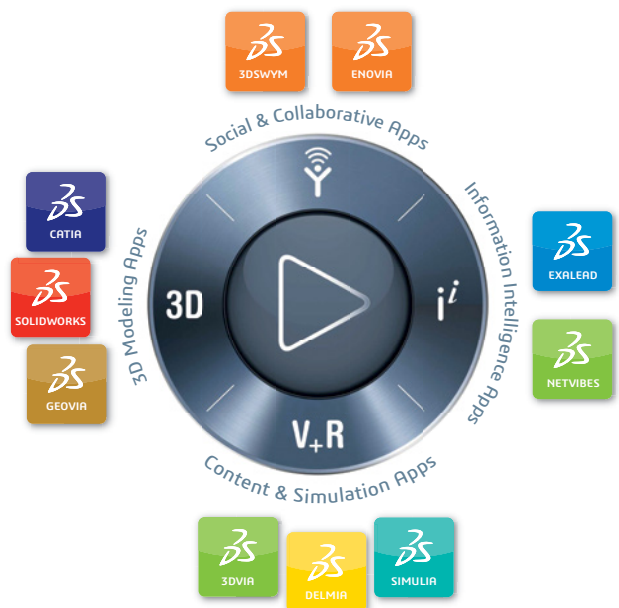 3DSWYM
ENOVIA
Social & Collaborative Apps
CATIA
SOLIDWORKS
GEOVIA
3D Modeling Apps
3D
i i
V+R
Information Intelligence Apps
EXALEAD
NETVIBES
Content & Simulation Apps
3DVIA
DELMIA
SIMULIA